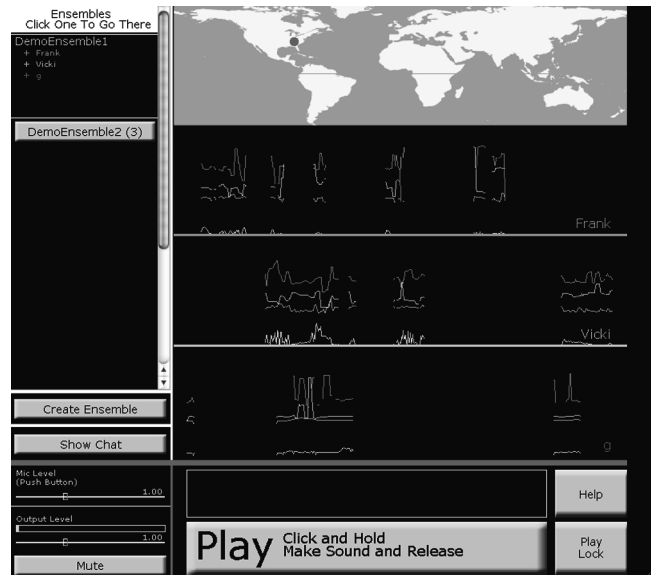 Ensembles
Click One To Go There
DemoEnsemble1
+ Frank
+ Vicki
+ g
DemoEnsemble2 (3)
Frank
Vicki
g
Create Ensemble
Show Chat
Mic Level
(Push Button)
1.00
Output Level
1.00
Mute
Play
Click and Hold
Make Sound and Release
Help
Play
Lock